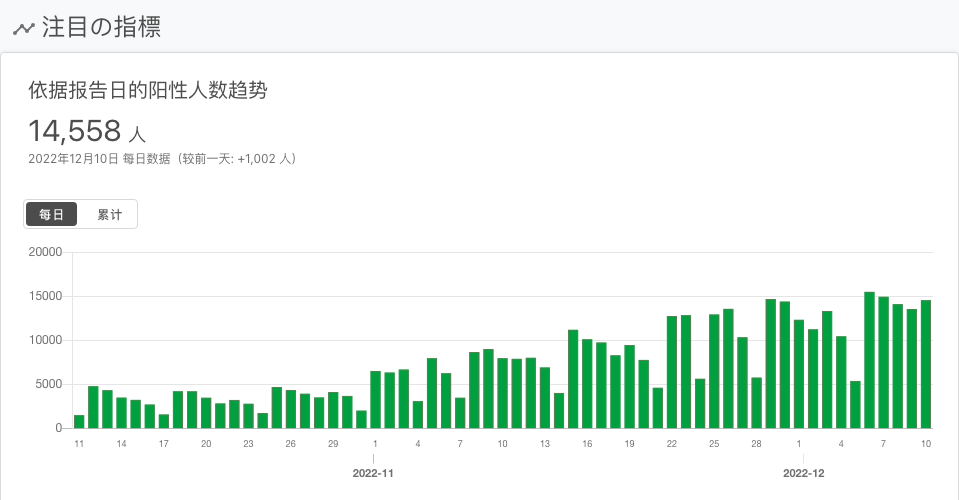 注目の指標
依据报告日的阳性人数趋势
14,558 人
2022年12月10日 每日数据（较前一天: +1,002 人）
每日 累计
20000
15000
10000
5000
0
11 14 17 20 23 26 29 1 4 7 10 13 16 19 22 25 28 1 4 7 10
2022-11 2022-12